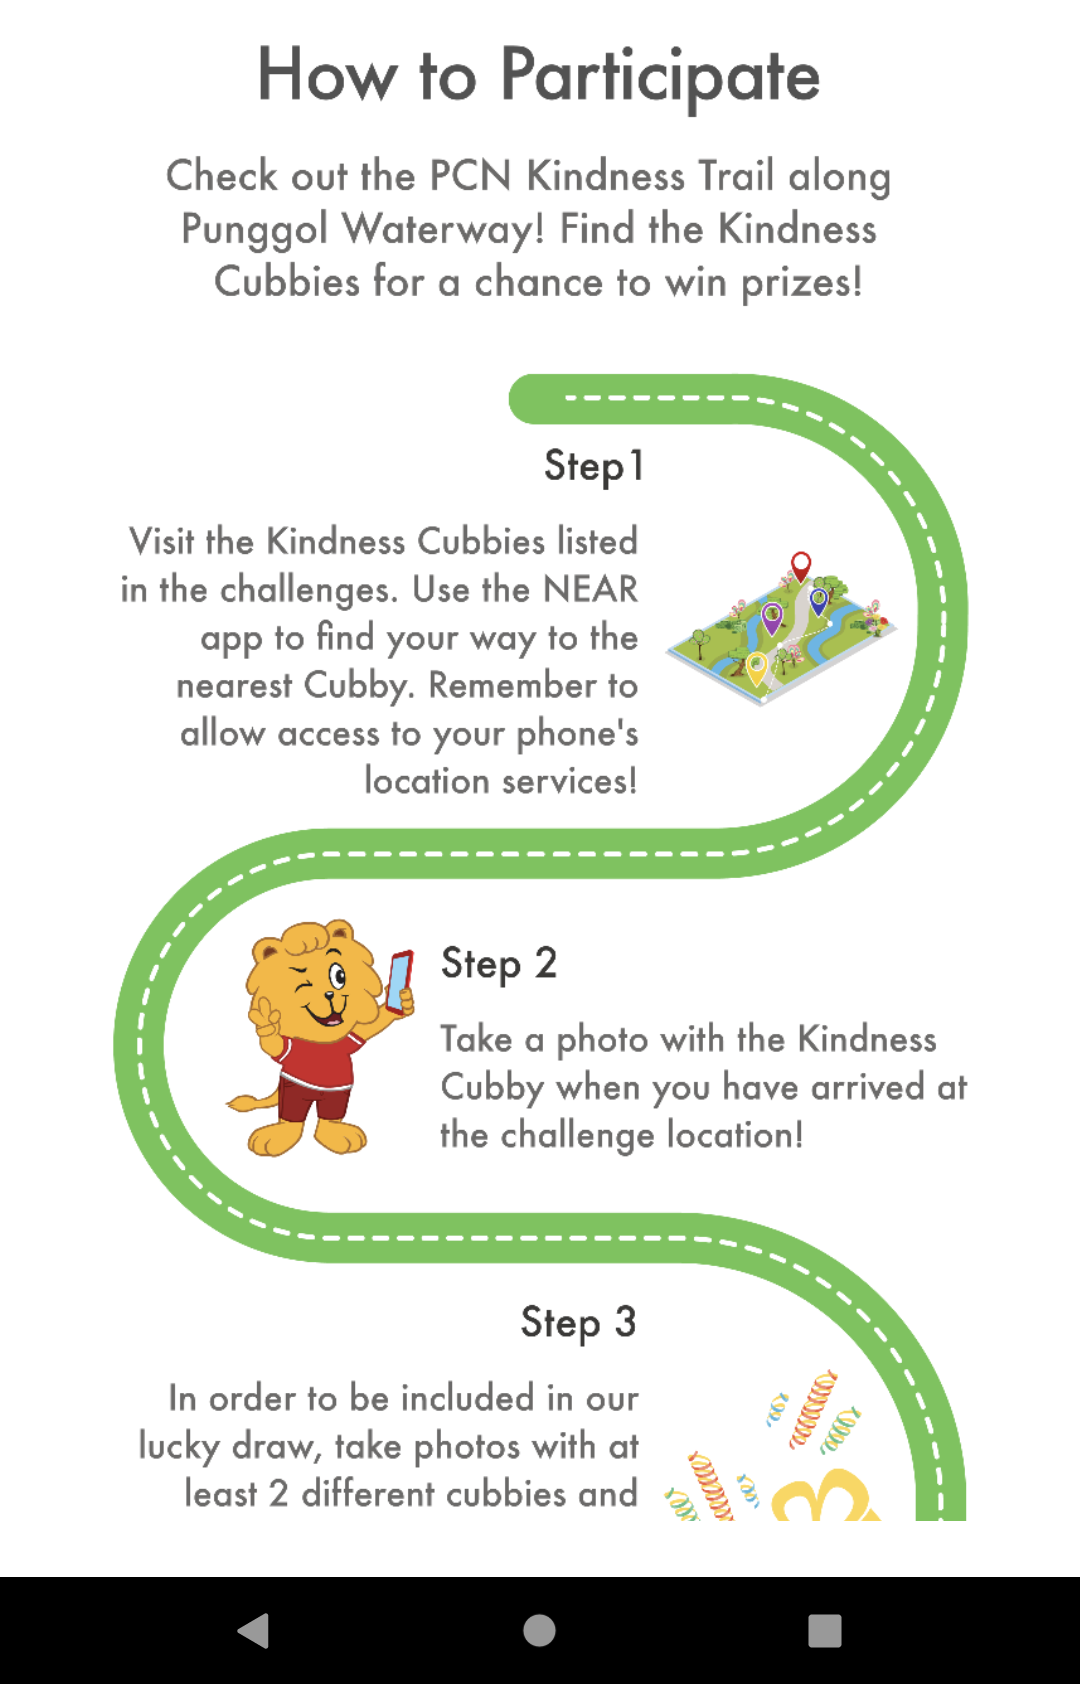 How to Participate
Check out the PCN Kindness Trail along
Punggol Waterway! Find the Kindness
Cubbies for a chance to win prizes!
Step1
Visit the Kindness Cubbies listed
in the challenges. Use the NEAR
app to find your way to the
nearest Cubby. Remember to
allow access to your phone's
location services!
Step 2
Take a photo with the Kindness
Cubby when you have arrived at
the challenge location!
Step 3
In order to be included in our
lucky draw, take photos with at
least 2 different cubbies and